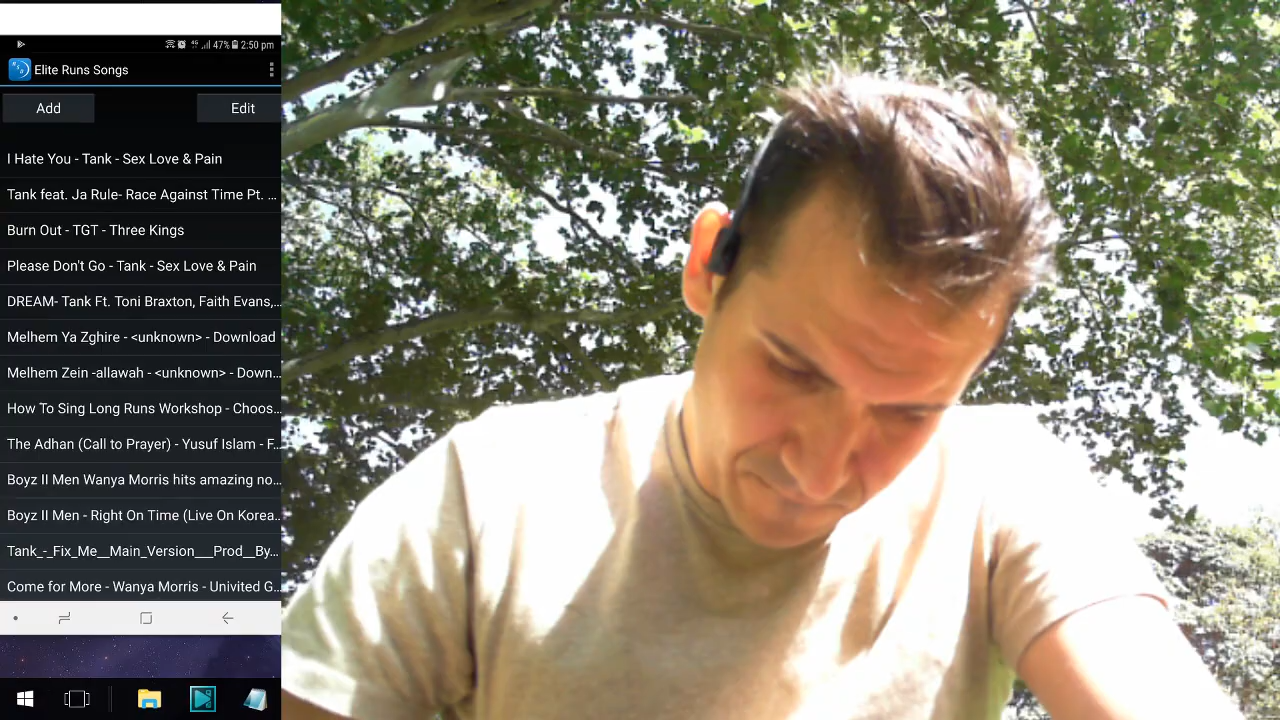 47% 2:50 pm
Elite Runs Songs
Add
Edit
I Hate You - Tank - Sex Love & Pain
Tank feat. Ja Rule- Race Against Time Pt. ...
Burn Out - TGT - Three Kings
Please Don't Go - Tank - Sex Love & Pain
DREAM- Tank Ft. Toni Braxton, Faith Evans,...
Melhem Ya Zghire - <unknown> - Download
Melhem Zein -allawah - <unknown> - Down...
How To Sing Long Runs Workshop - Choos...
The Adhan (Call to Prayer) - Yusuf Islam - F...
Boyz II Men Wanya Morris hits amazing no...
Boyz II Men - Right On Time (Live On Korea...
Tank_-_Fix_Me__Main_Version___Prod__By...
Come for More - Wanya Morris - Univited G...